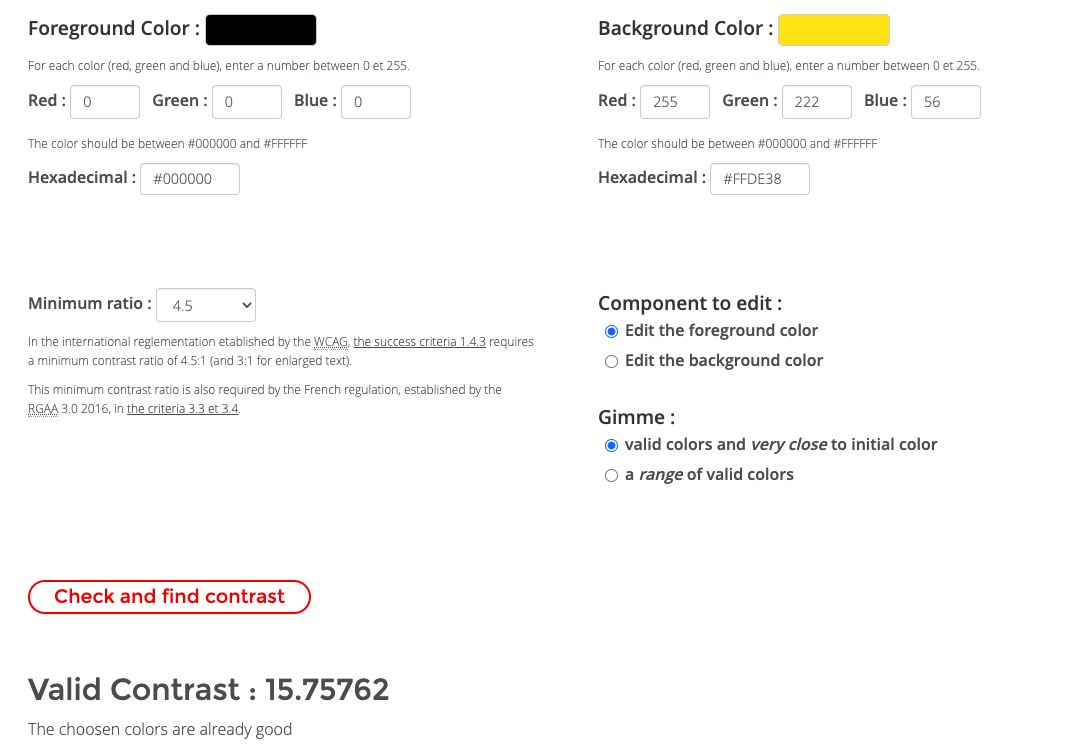 Foreground Color :
For each color (red, green and blue), enter a number between 0 et 255.
Red : 0 Green : 0 Blue : 0
The color should be between #000000 and #FFFFFF
Hexadecimal : #000000
Background Color :
For each color (red, green and blue), enter a number between 0 et 255.
Red : 255 Green : 222 Blue : 56
The color should be between #000000 and #FFFFFF
Hexadecimal : #FFDE38
Minimum ratio : 4.5
In the international reglementation etablished by the WCAG, the success criteria 1.4.3 requires
a minimum contrast ratio of 4.5:1 (and 3:1 for enlarged text).
This minimum contrast ratio is also required by the French regulation, established by the
RGAA 3.0 2016, in the criteria 3.3 et 3.4.
Component to edit :
Edit the foreground color
Edit the background color
Gimme :
valid colors and very close to initial color
a range of valid colors
Check and find contrast
Valid Contrast : 15.75762
The choosen colors are already good